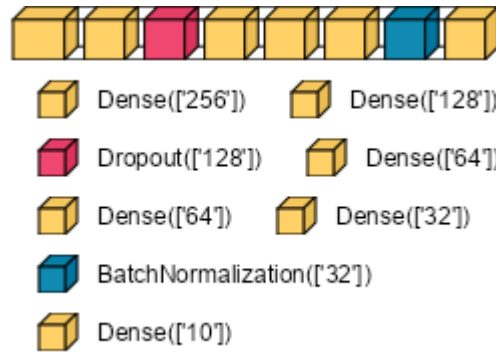 Dense(['256']) Dense(['128'])
Dropout(['128']) Dense(['64'])
Dense(['64']) Dense(['32'])
BatchNormalization(['32'])
Dense(['10'])